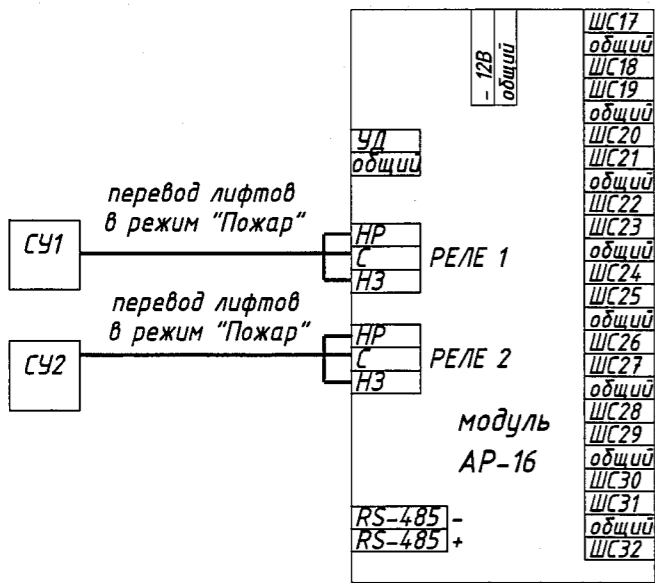 - 12В
общий
УД
общий
перевод лифтов
в режим "Пожар"
СУ1
НР
С
НЗ
РЕЛЕ 1
перевод лифтов
в режим "Пожар"
СУ2
НР
С
НЗ
РЕЛЕ 2
модуль
АР-16
RS-485 -
RS-485 +
ШС17
общий
ШС18
ШС19
общий
ШС20
ШС21
общий
ШС22
ШС23
общий
ШС24
ШС25
общий
ШС26
ШС27
общий
ШС28
ШС29
общий
ШС30
ШС31
общий
ШС32